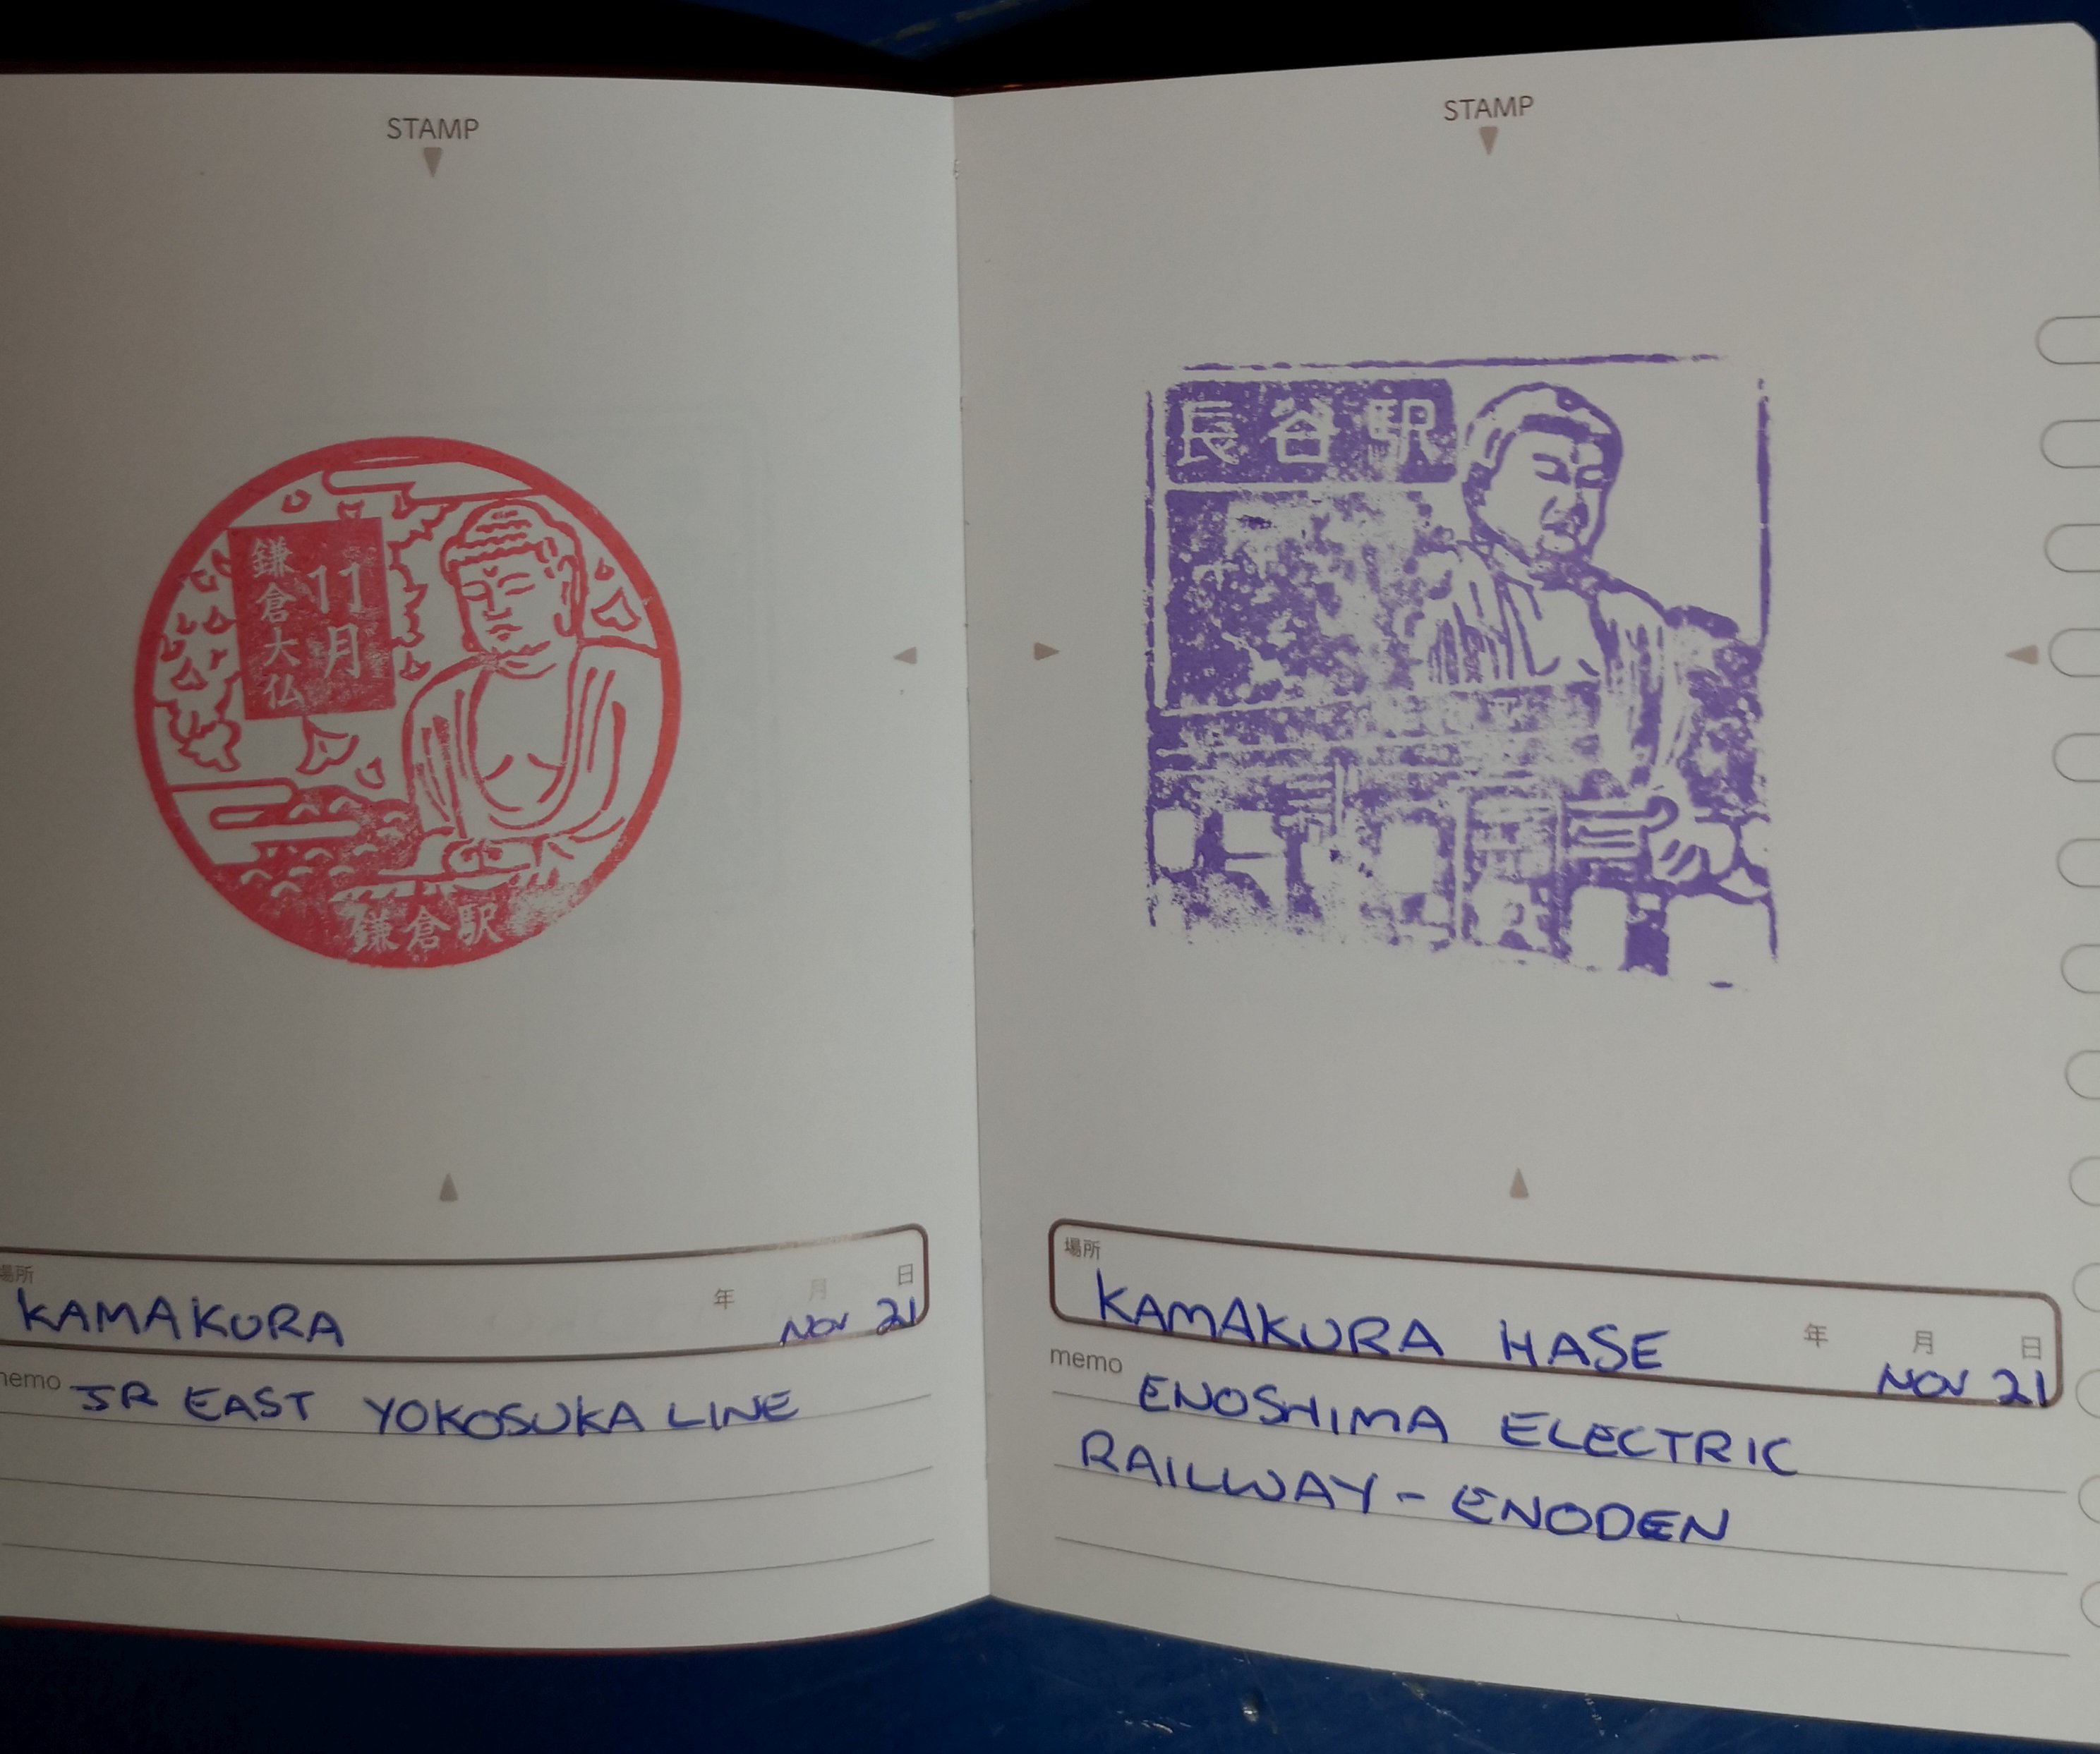 STAMP
11月
鎌倉大仏
鎌倉駅
場所
年 月 日
KAMAKURA NOV 21
memo JR EAST YOKOSUKA LINE
STAMP
長谷駅
場所
年 月 日
KAMAKURA HASE NOV 21
memo
ENOSHIMA ELECTRIC
RAILWAY - ENODEN